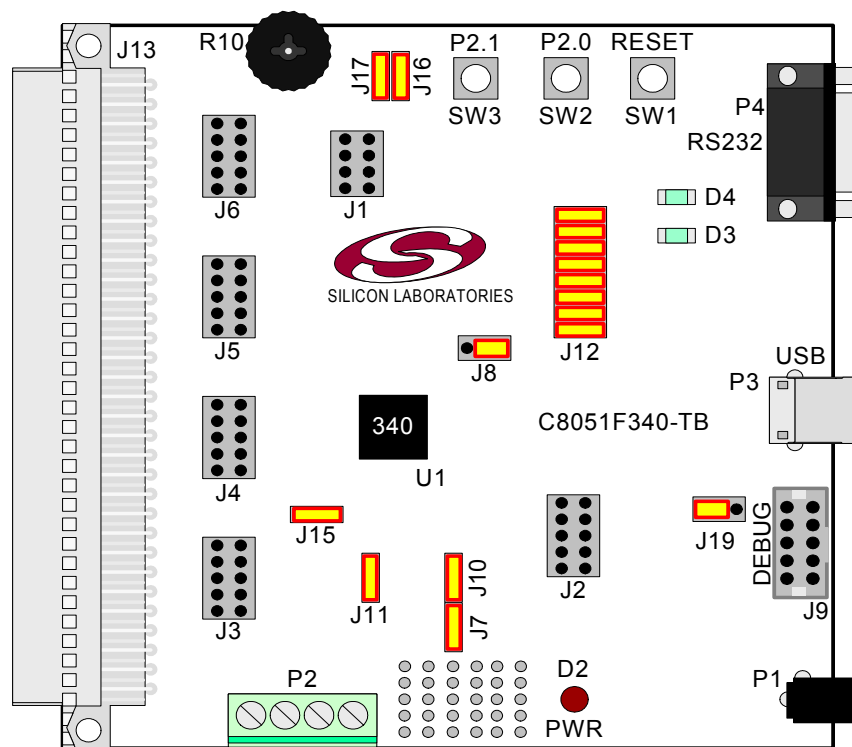 J13
R10
J17
J16
P2.1
P2.0
RESET
SW3
SW2
SW1
P4
RS232
J6
J1
D4
D3
SILICON LABORATORIES
J5
J12
J8
USB
P3
340
C8051F340-TB
U1
J4
J15
J19
DEBUG
J9
J2
J10
J11
J7
J3
P2
D2
PWR
P1